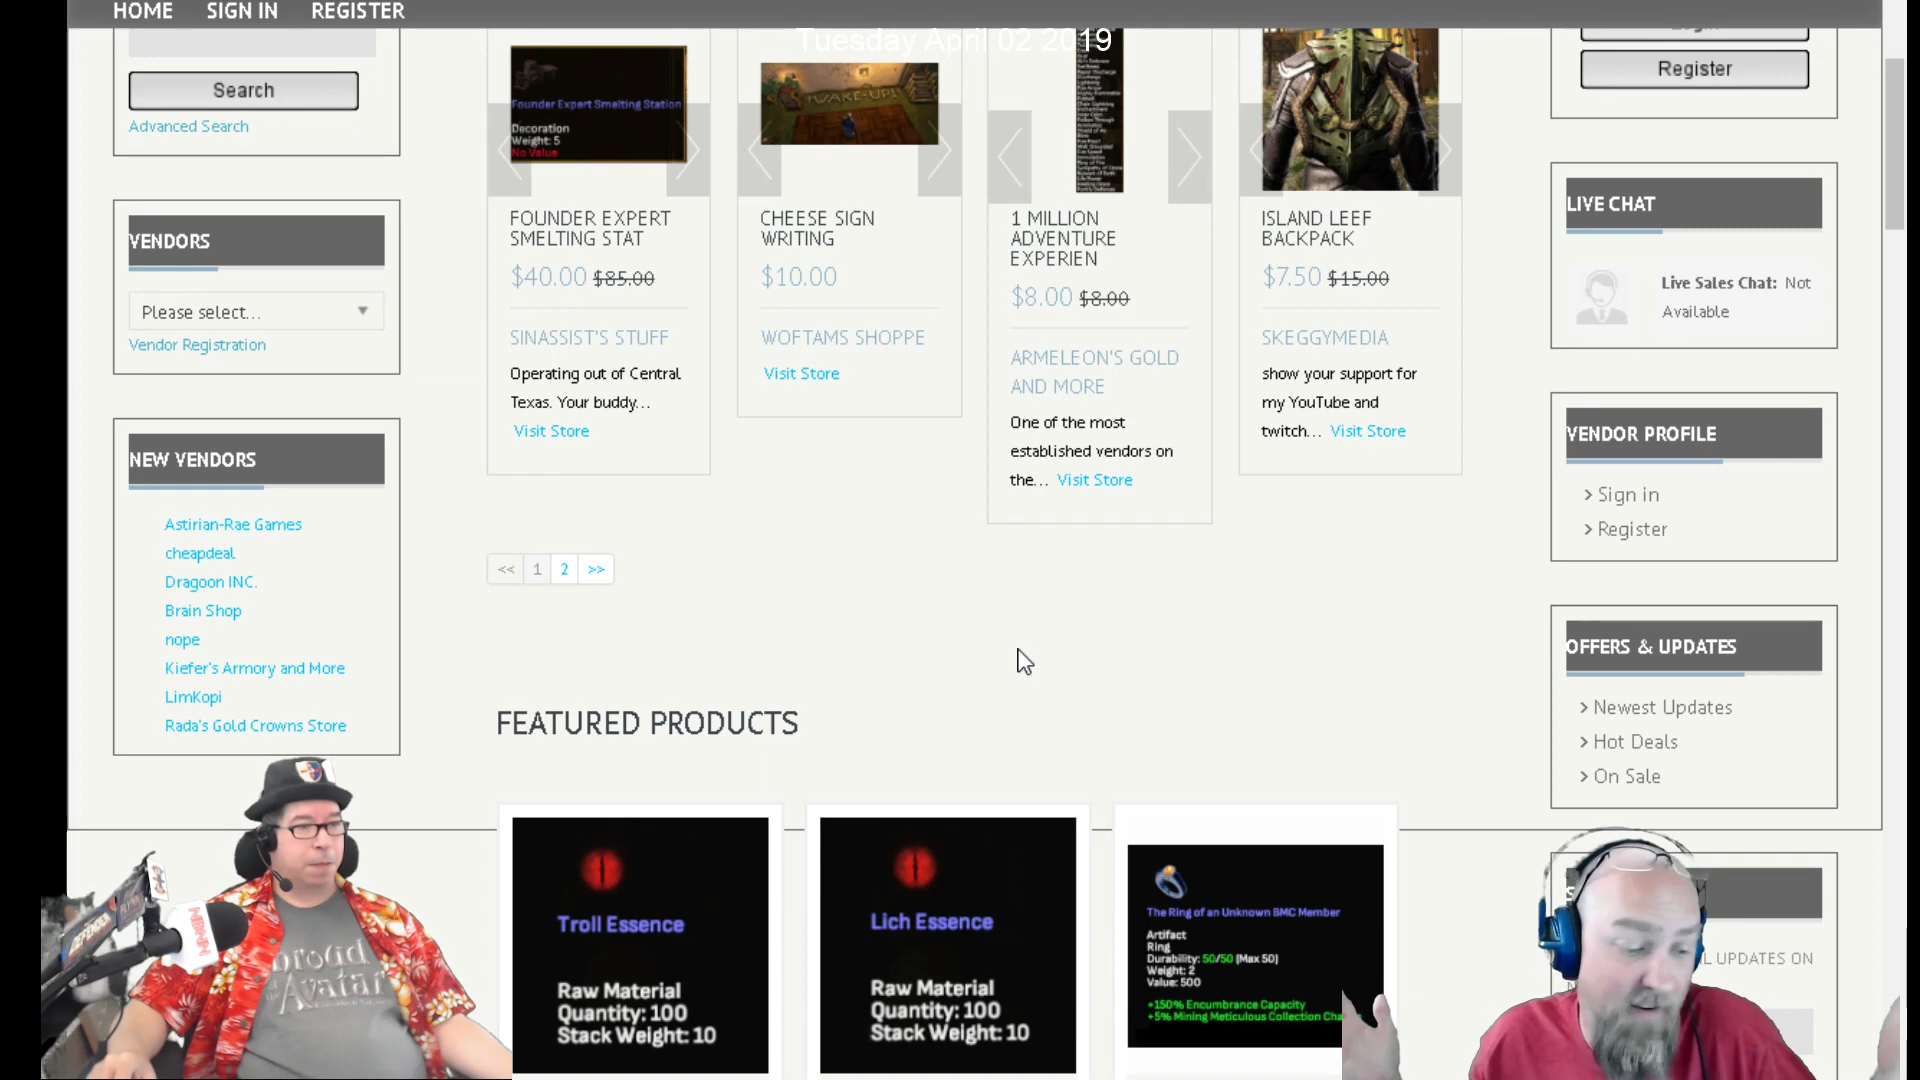 HOME SIGN IN REGISTER
Tuesday April 02 2019
Search
Advanced Search
VENDORS
Please select...
Vendor Registration
NEW VENDORS
Astirian-Rae Games
cheapdeal
Dragoon INC.
Brain Shop
nope
Kiefer's Armory and More
LimKopi
Rada's Gold Crowns Store
Founder Expert Smelting Station
Decoration
Weight: 5
No Value
FOUNDER EXPERT
SMELTING STAT
$40.00 $85.00
SINASSIST'S STUFF
Operating out of Central
Texas. Your buddy...
Visit Store
WAKE-UP!
CHEESE SIGN
WRITING
$10.00
WOFTAMS SHOPPE
Visit Store
1 MILLION
ADVENTURE
EXPERIEN
$8.00 $8.00
ARMELEON'S GOLD
AND MORE
One of the most
established vendors on
the... Visit Store
ISLAND LEEF
BACKPACK
$7.50 $15.00
SKEGGYMEDIA
show your support for
my YouTube and
twitch... Visit Store
<< 1 2 >>
FEATURED PRODUCTS
Troll Essence
Raw Material
Quantity: 100
Stack Weight: 10
Lich Essence
Raw Material
Quantity: 100
Stack Weight: 10
The Ring of an Unknown BMC Member
Artifact
Ring
Durability: 50/50 (Max 50)
Weight: 2
Value: 500
+150% Encumbrance Capacity
+5% Mining Meticulous Collection
Register
LIVE CHAT
Live Sales Chat: Not
Available
VENDOR PROFILE
> Sign in
> Register
OFFERS & UPDATES
> Newest Updates
> Hot Deals
> On Sale
UPDATES ON
NBNN
Avatar